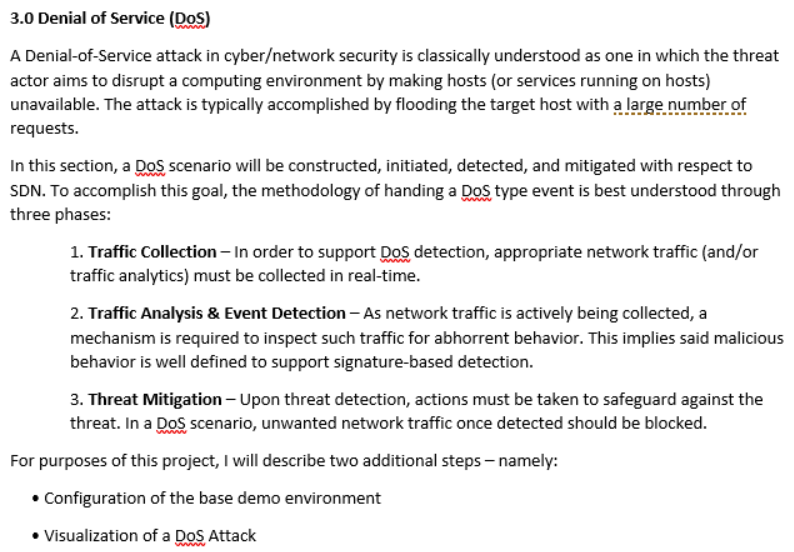 3.0 Denial of Service (DoS)
A Denial-of-Service attack in cyber/network security is classically understood as one in which the threat
actor aims to disrupt a computing environment by making hosts (or services running on hosts)
unavailable. The attack is typically accomplished by flooding the target host with a large number of
requests.
In this section, a DoS scenario will be constructed, initiated, detected, and mitigated with respect to
SDN. To accomplish this goal, the methodology of handing a DoS type event is best understood through
three phases:
1. Traffic Collection – In order to support DoS detection, appropriate network traffic (and/or
traffic analytics) must be collected in real-time.
2. Traffic Analysis & Event Detection – As network traffic is actively being collected, a
mechanism is required to inspect such traffic for abhorrent behavior. This implies said malicious
behavior is well defined to support signature-based detection.
3. Threat Mitigation – Upon threat detection, actions must be taken to safeguard against the
threat. In a DoS scenario, unwanted network traffic once detected should be blocked.
For purposes of this project, I will describe two additional steps – namely:
• Configuration of the base demo environment
• Visualization of a DoS Attack